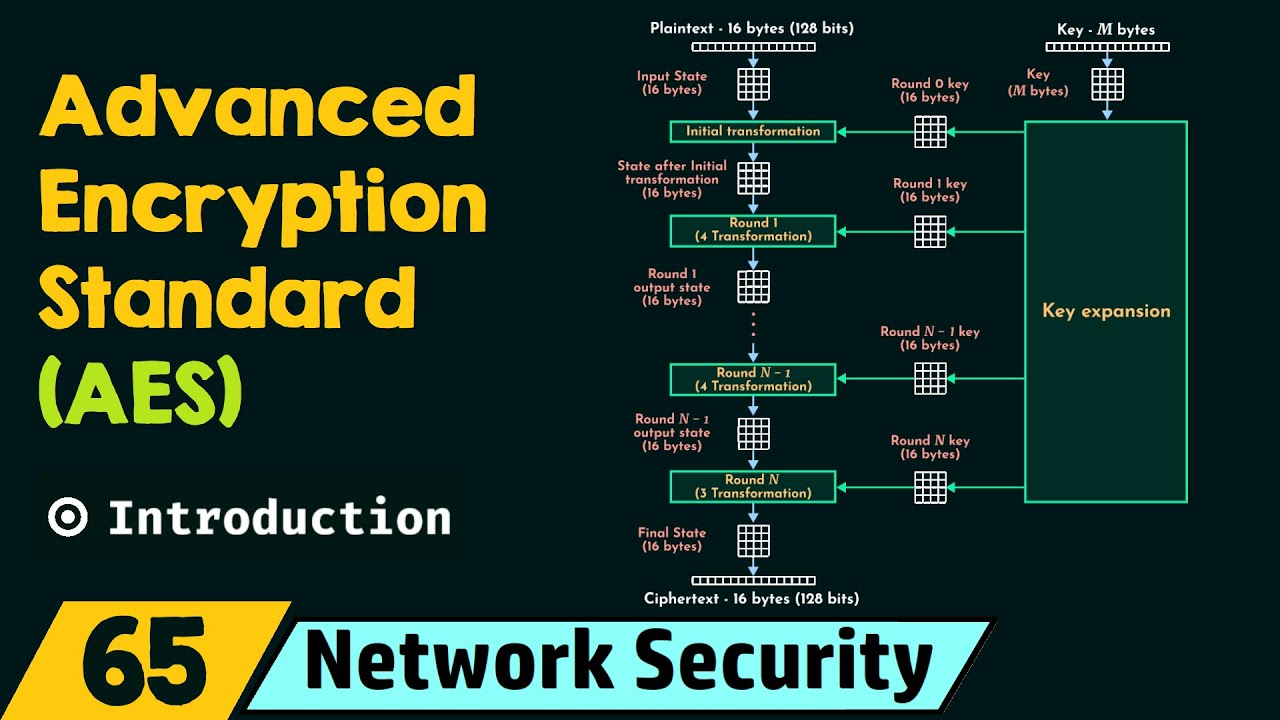 Advanced
Encryption
Standard
(AES)
Introduction
65
Network Security
Plaintext - 16 bytes (128 bits)
Key - M bytes
Input State
(16 bytes)
Round 0 key
(16 bytes)
Key
(M bytes)
Initial transformation
State after Initial
transformation
(16 bytes)
Round 1 key
(16 bytes)
Round 1
(4 Transformation)
Round 1
output state
(16 bytes)
Key expansion
Round N - 1 key
(16 bytes)
Round N - 1
(4 Transformation)
Round N - 1
output state
(16 bytes)
Round N key
(16 bytes)
Round N
(3 Transformation)
Final State
(16 bytes)
Ciphertext - 16 bytes (128 bits)